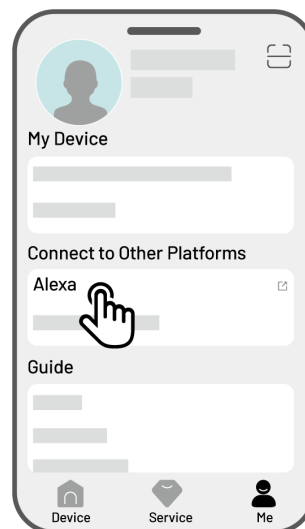 My Device
Connect to Other Platforms
Alexa
Guide
Device Service Me